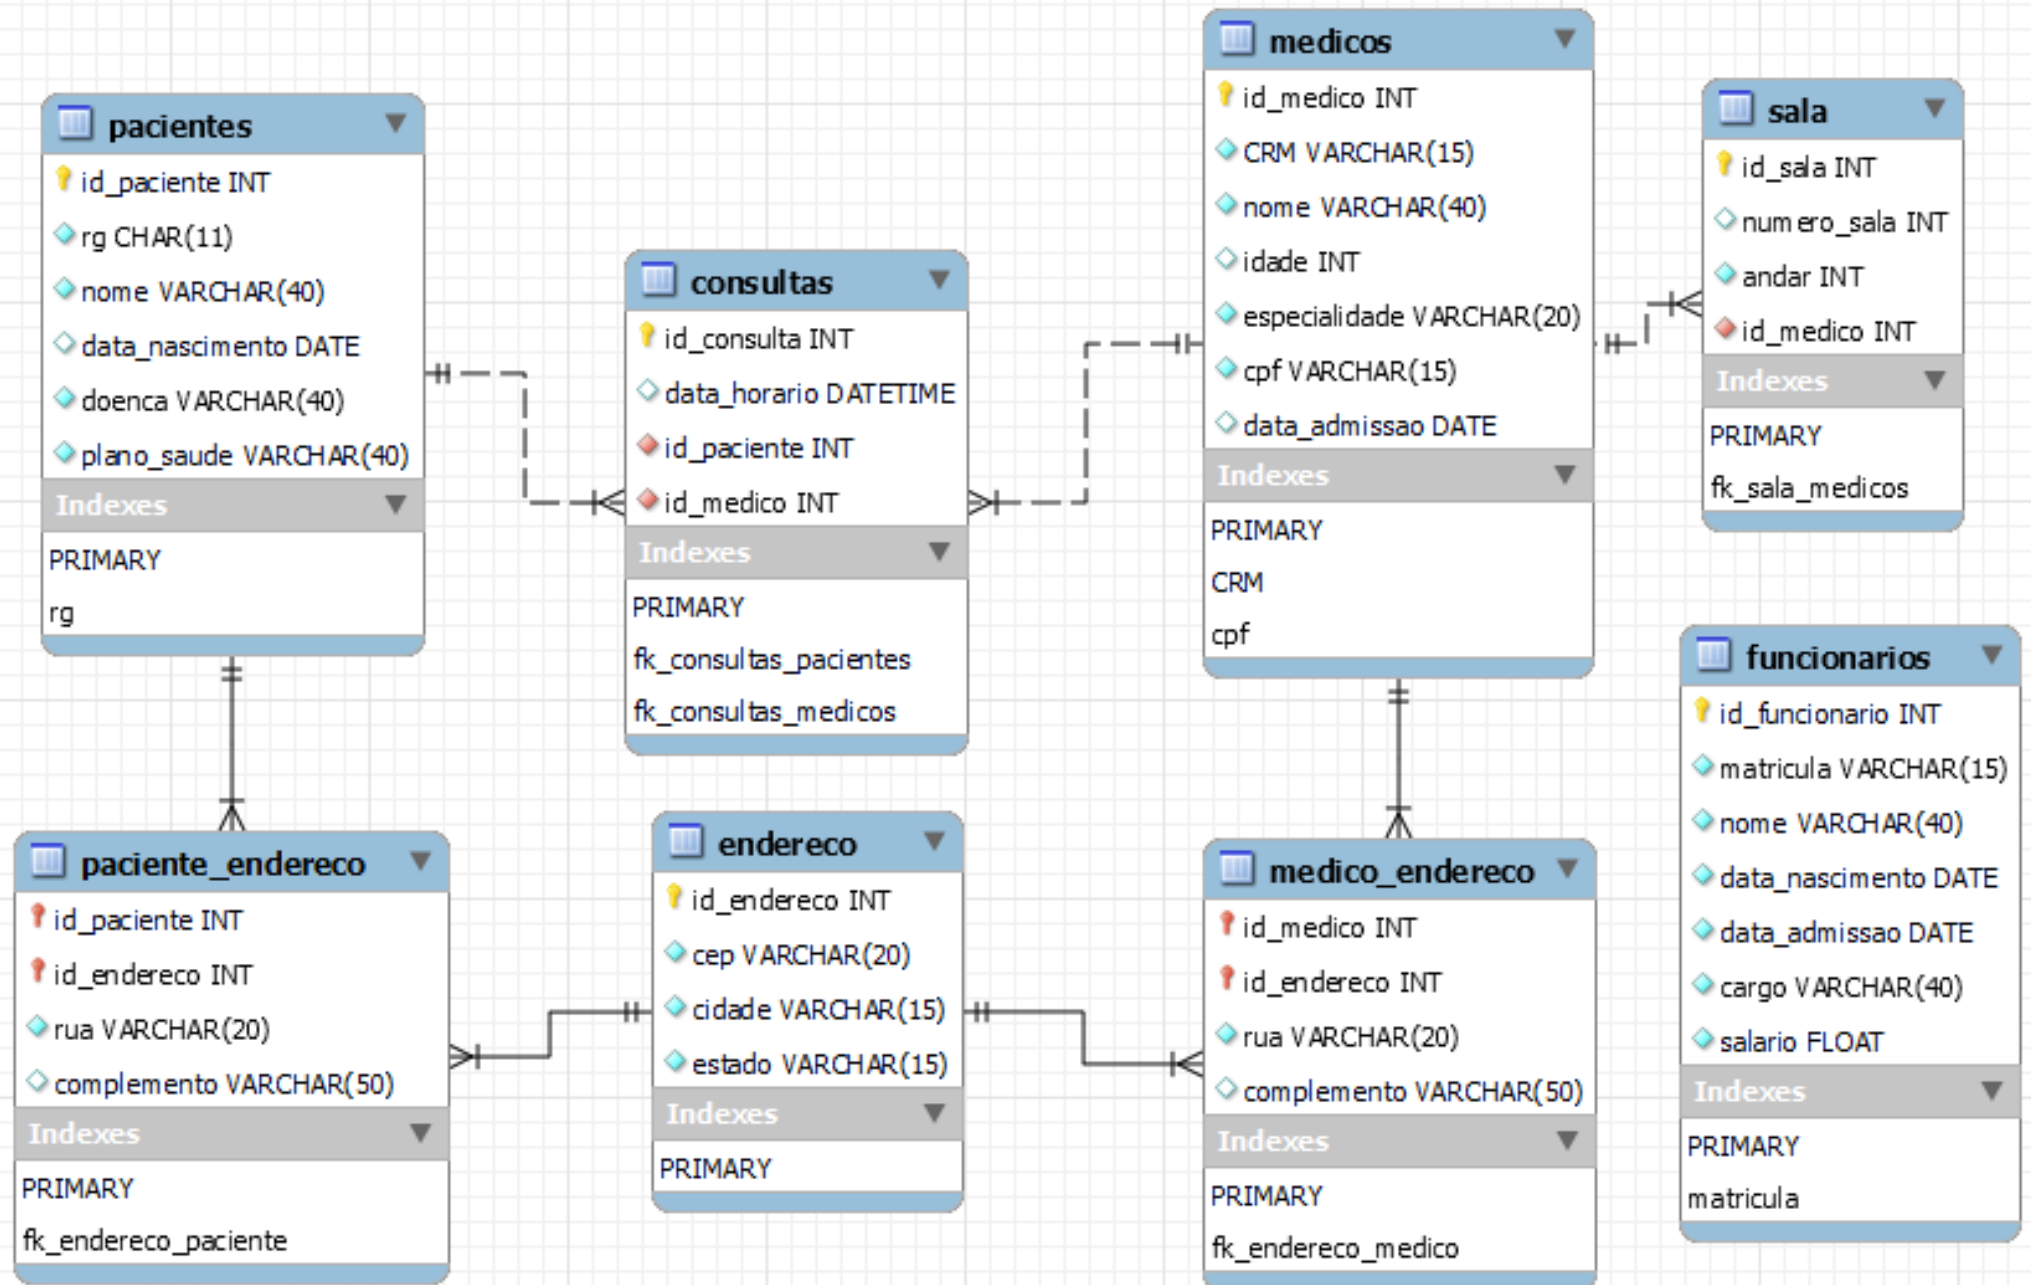 pacientes
id_paciente INT
rg CHAR(11)
nome VARCHAR(40)
data_nascimento DATE
doenca VARCHAR(40)
plano_saude VARCHAR(40)
Indexes
PRIMARY
rg
consultas
id_consulta INT
data_horario DATETIME
id_paciente INT
id_medico INT
Indexes
PRIMARY
fk_consultas_pacientes
fk_consultas_medicos
medicos
id_medico INT
CRM VARCHAR(15)
nome VARCHAR(40)
idade INT
especialidade VARCHAR(20)
cpf VARCHAR(15)
data_admissao DATE
Indexes
PRIMARY
CRM
cpf
sala
id_sala INT
numero_sala INT
andar INT
id_medico INT
Indexes
PRIMARY
fk_sala_medicos
paciente_endereco
id_paciente INT
id_endereco INT
rua VARCHAR(20)
complemento VARCHAR(50)
Indexes
PRIMARY
fk_endereco_paciente
endereco
id_endereco INT
cep VARCHAR(20)
cidade VARCHAR(15)
estado VARCHAR(15)
Indexes
PRIMARY
medico_endereco
id_medico INT
id_endereco INT
rua VARCHAR(20)
complemento VARCHAR(50)
Indexes
PRIMARY
fk_endereco_medico
funcionarios
id_funcionario INT
matricula VARCHAR(15)
nome VARCHAR(40)
data_nascimento DATE
data_admissao DATE
cargo VARCHAR(40)
salario FLOAT
Indexes
PRIMARY
matricula